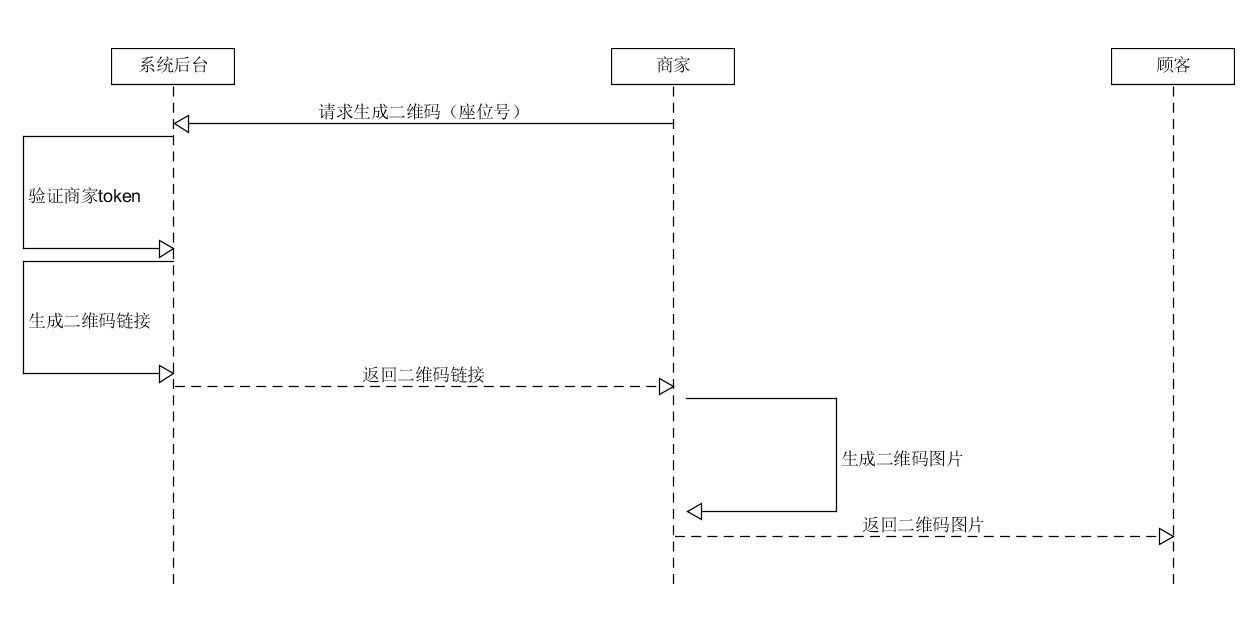 系统后台
商家
顾客
请求生成二维码（座位号）
验证商家token
生成二维码链接
返回二维码链接
生成二维码图片
返回二维码图片